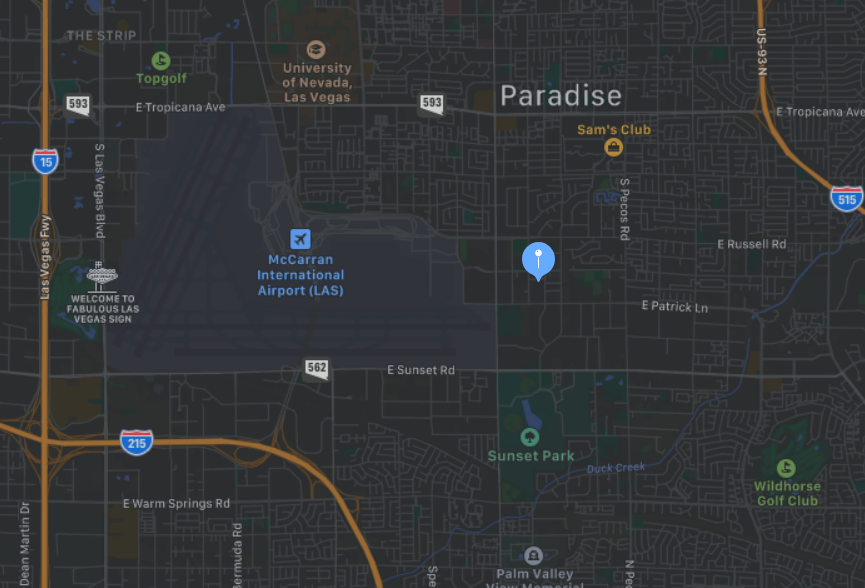 THE STRIP
Topgolf
University
of Nevada,
Las Vegas
US-93 N
593
E Tropicana Ave
593
Paradise
E Tropicana Ave
Sam's Club
15
S Las Vegas Blvd
S Pecos Rd
515
Las Vegas Fwy
McCarran
International
Airport (LAS)
E Russell Rd
WELCOME TO
FABULOUS LAS
VEGAS SIGN
E Patrick Ln
562
E Sunset Rd
215
Sunset Park
Duck Creek
Wildhorse
Golf Club
E Warm Springs Rd
Dean Martin Dr
ermuda Rd
Spe
N Pe
Palm Valley
View Memorial